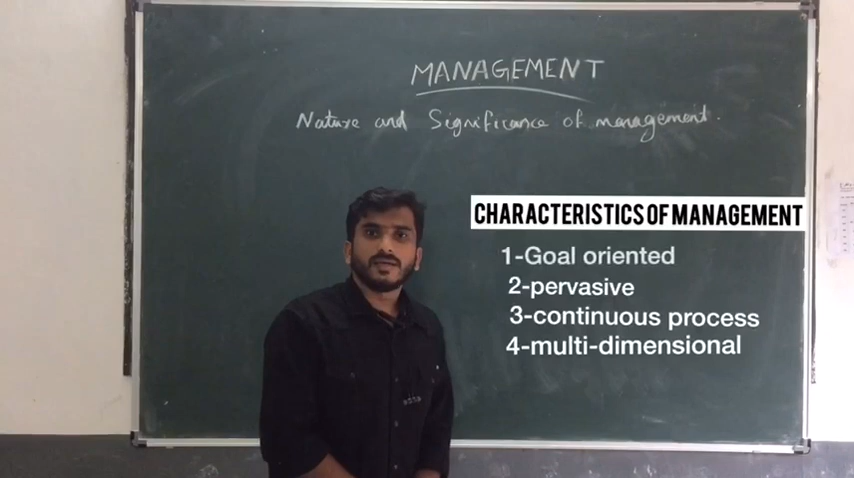 MANAGEMENT
Nature and Significance of management.
CHARACTERISTICS OF MANAGEMENT
1-Goal oriented
2-pervasive
3-continuous process
4-multi-dimensional